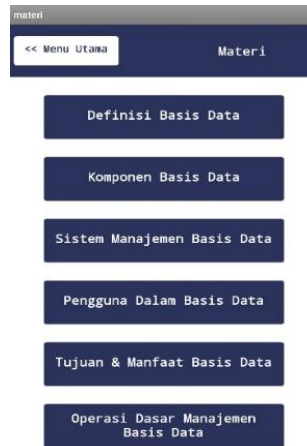 materi
<< Menu Utama
Materi
Definisi Basis Data
Komponen Basis Data
Sistem Manajemen Basis Data
Pengguna Dalam Basis Data
Tujuan & Manfaat Basis Data
Operasi Dasar Manajemen
Basis Data